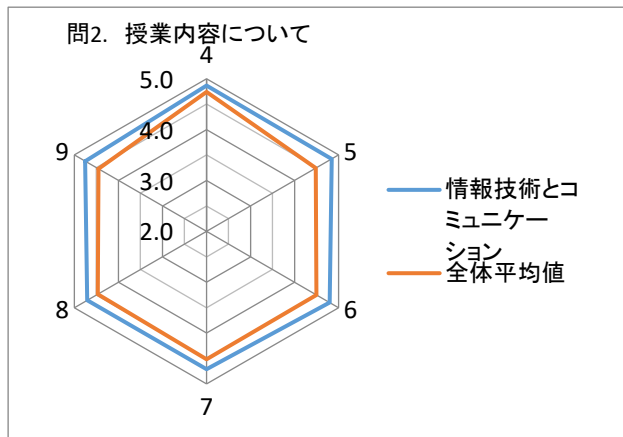 問2. 授業内容について
4
5.0
4.0
3.0
2.0
9
5
8
6
7
情報技術とコ
ミュニケー
ション
全体平均値